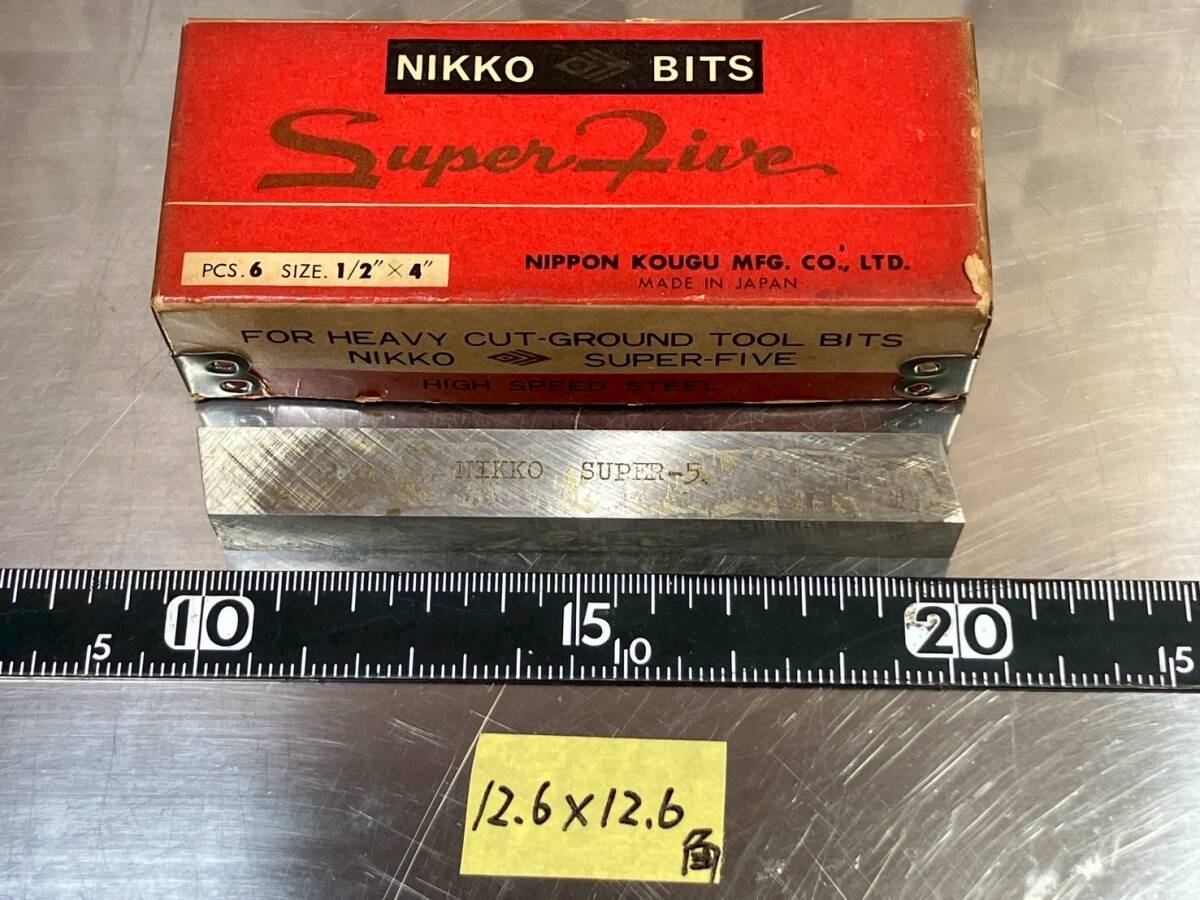 NIKKO BITS
Super Five
PCS. 6 SIZE. 1/2" × 4"
NIPPON KOUGU MFG. CO., LTD.
MADE IN JAPAN
FOR HEAVY CUT-GROUND TOOL BITS
NIKKO SUPER-FIVE
HIGH SPEED STEEL
NIKKO SUPER-5.
10 15 20
5 10 15
12.6×12.6
角